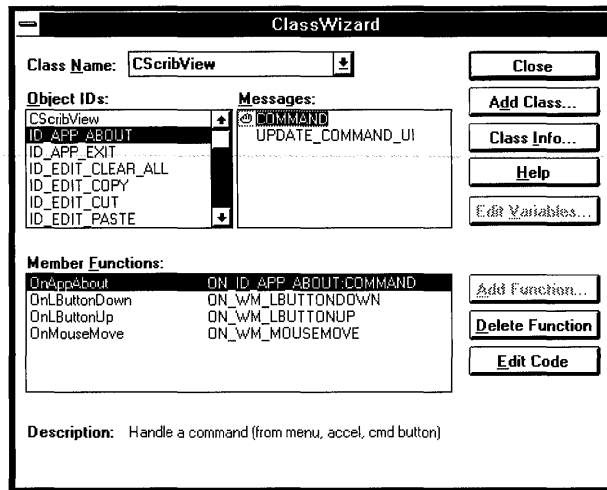 ClassWizard
Class Name: CScribView
Close
Object IDs:
Messages:
Add Class...
CScribView
ID_APP_ABOUT
ID_APP_EXIT
ID_EDIT_CLEAR_ALL
ID_EDIT_COPY
ID_EDIT_CUT
ID_EDIT_PASTE
COMMAND
UPDATE_COMMAND_UI
Class Info...
Help
Edit Variables...
Member Functions:
OnAppAbout ON_ID_APP_ABOUT:COMMAND
OnLButtonDown ON_WM_LBUTTONDOWN
OnLButtonUp ON_WM_LBUTTONUP
OnMouseMove ON_WM_MOUSEMOVE
Add Function...
Delete Function
Edit Code
Description: Handle a command (from menu, accel, cmd button)